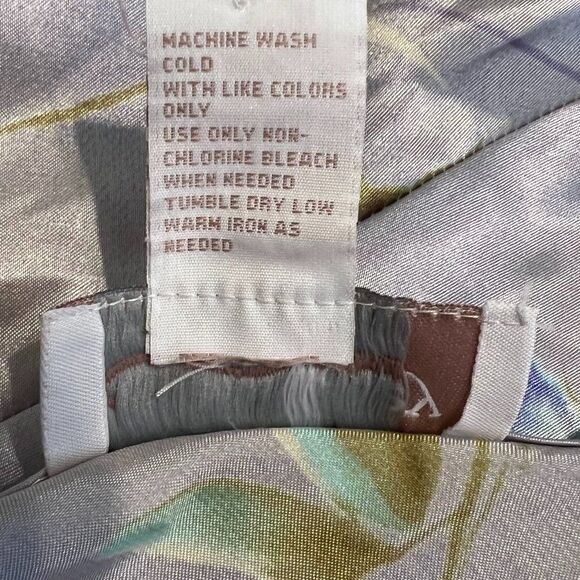 MACHINE WASH
COLD
WITH LIKE COLORS
ONLY
USE ONLY NON-
CHLORINE BLEACH
WHEN NEEDED
TUMBLE DRY LOW
WARM IRON AS
NEEDED